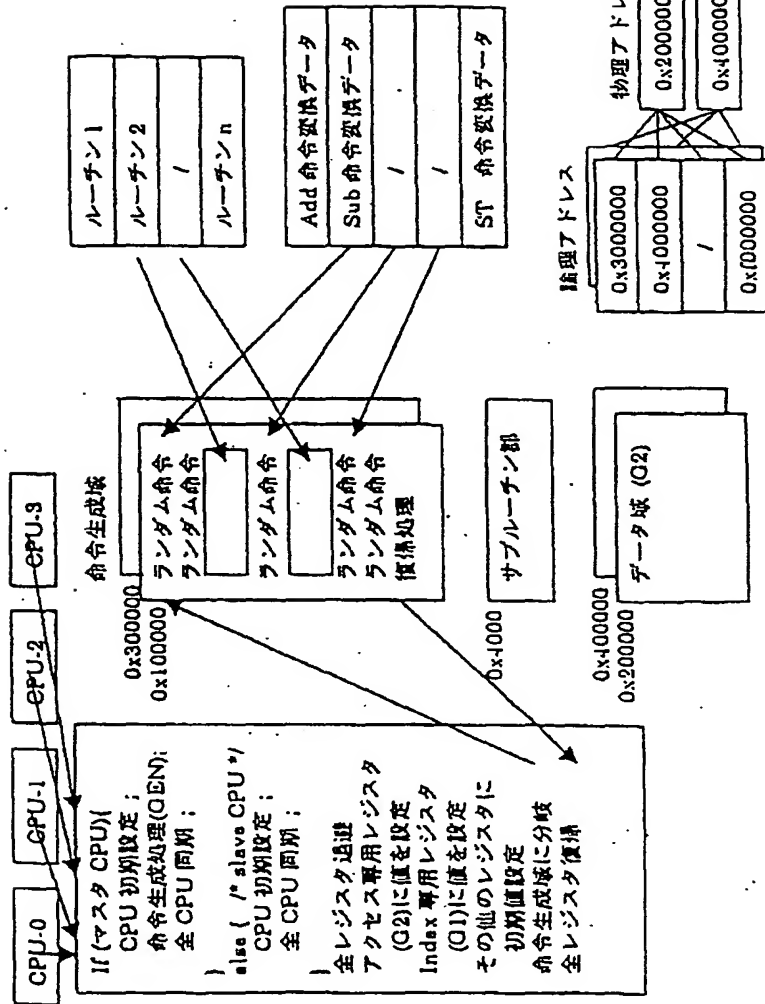 CPU-0
CPU-1
CPU-2
CPU-3
If (マスタ CPU){
CPU 初期設定 ;
命令生成処理(GEN);
全 CPU 同期 ;
}
else { /* slave CPU */
CPU 初期設定 ;
全 CPU 同期 ;
}
全レジスタ退避
アクセス専用レジスタ
(G2)に値を設定
Index 専用レジスタ
(G1)に値を設定
その他のレジスタに
初期値設定
命令生成域に分岐
全レジスタ復帰
命令生成域
0x300000
0x100000
ランダム命令
ランダム命令
ランダム命令
ランダム命令
ランダム命令
復帰処理
0x4000
サブルーチン部
0x400000
0x200000
データ域 (G2)
ルーチン1
ルーチン2
/
ルーチンn
Add 命令変換データ
Sub 命令変換データ
/
/
ST 命令変換データ
論理アドレス
0x3000000
0x4000000
/
0xf000000
物理アドレ
0x200000
0x400000